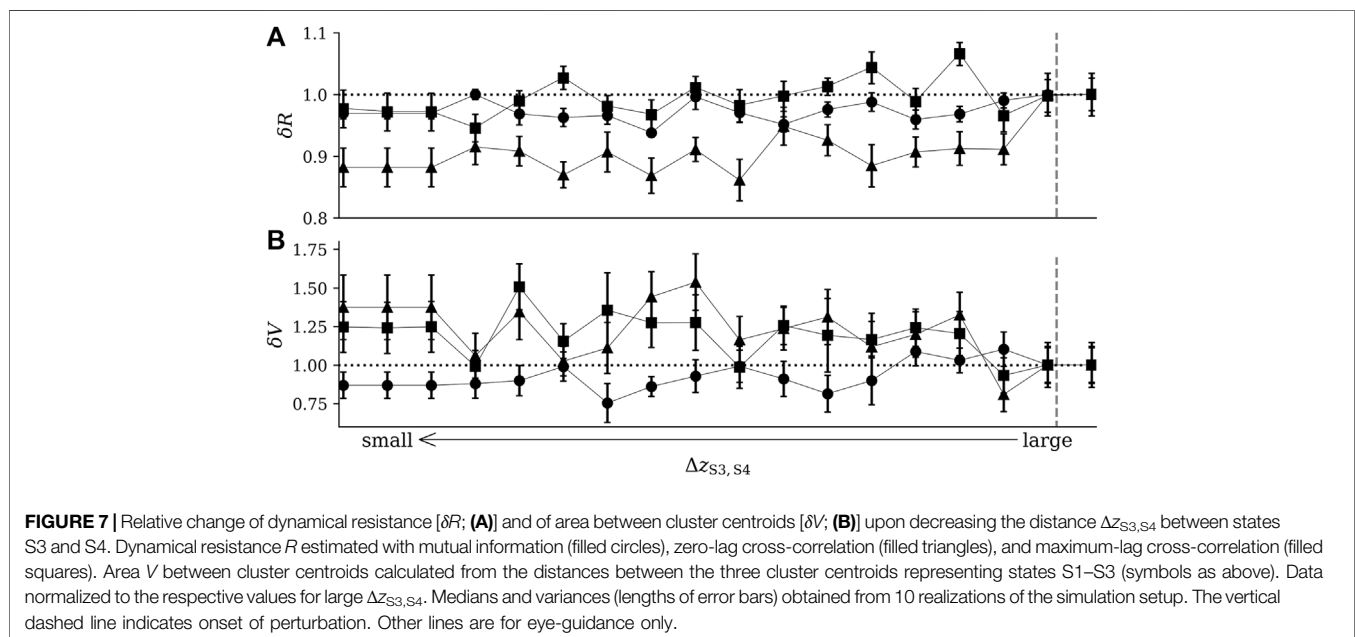 A
1.1
1.0
0.9
0.8
δR
B
1.75
1.50
1.25
1.00
0.75
δV
small
large
Δz_{S3, S4}
FIGURE 7 | Relative change of dynamical resistance [δR; (A)] and of area between cluster centroids [δV; (B)] upon decreasing the distance Δz_{S3,S4} between states
S3 and S4. Dynamical resistance R estimated with mutual information (filled circles), zero-lag cross-correlation (filled triangles), and maximum-lag cross-correlation (filled
squares). Area V between cluster centroids calculated from the distances between the three cluster centroids representing states S1–S3 (symbols as above). Data
normalized to the respective values for large Δz_{S3,S4}. Medians and variances (lengths of error bars) obtained from 10 realizations of the simulation setup. The vertical
dashed line indicates onset of perturbation. Other lines are for eye-guidance only.